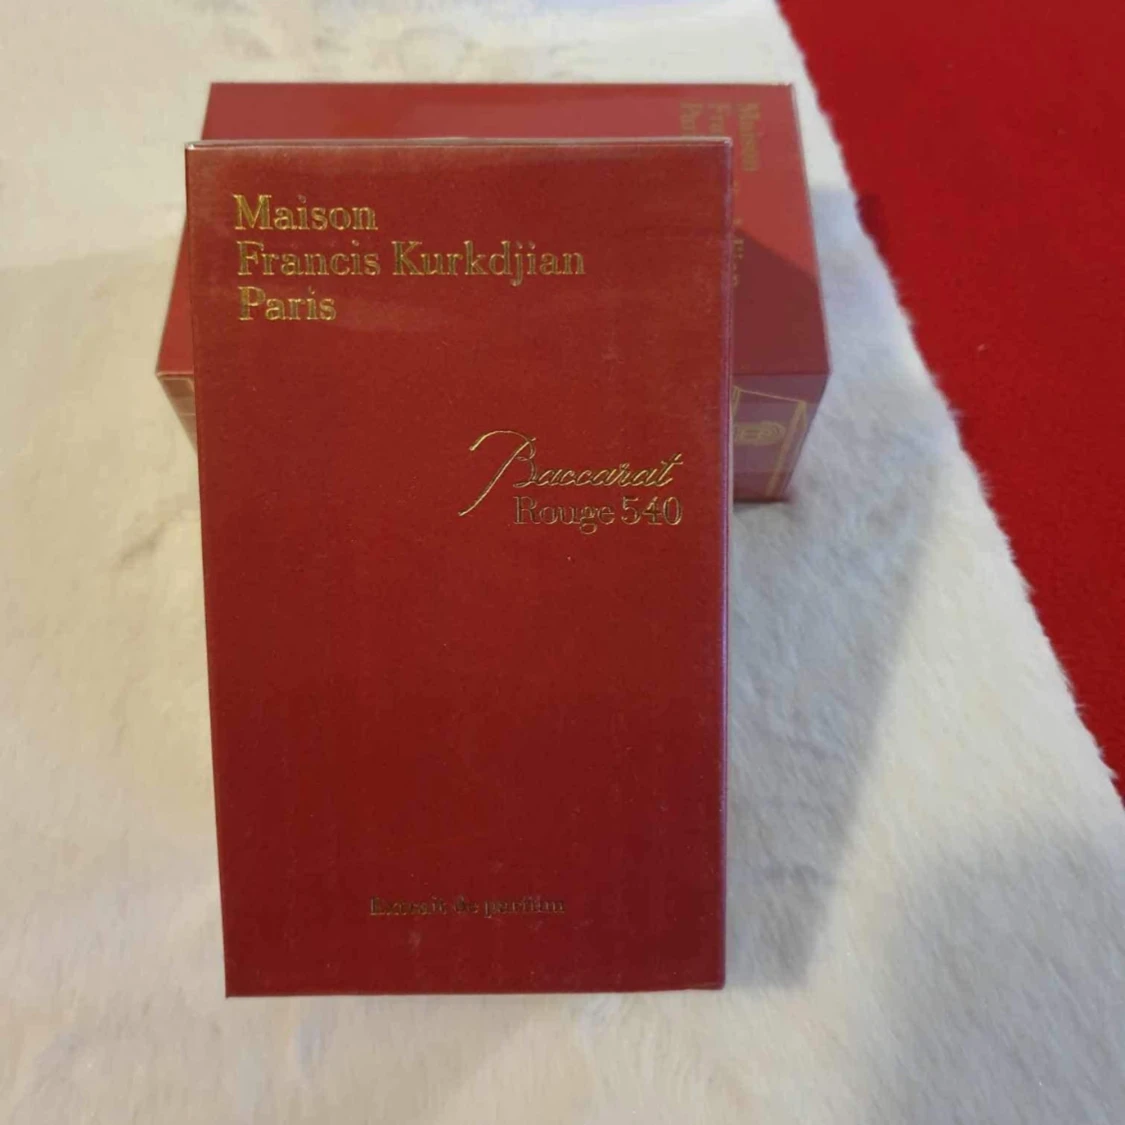 Maison
Francis Kurkdjian
Paris
Baccarat
Rouge 540
Extrait de parfum
Maison